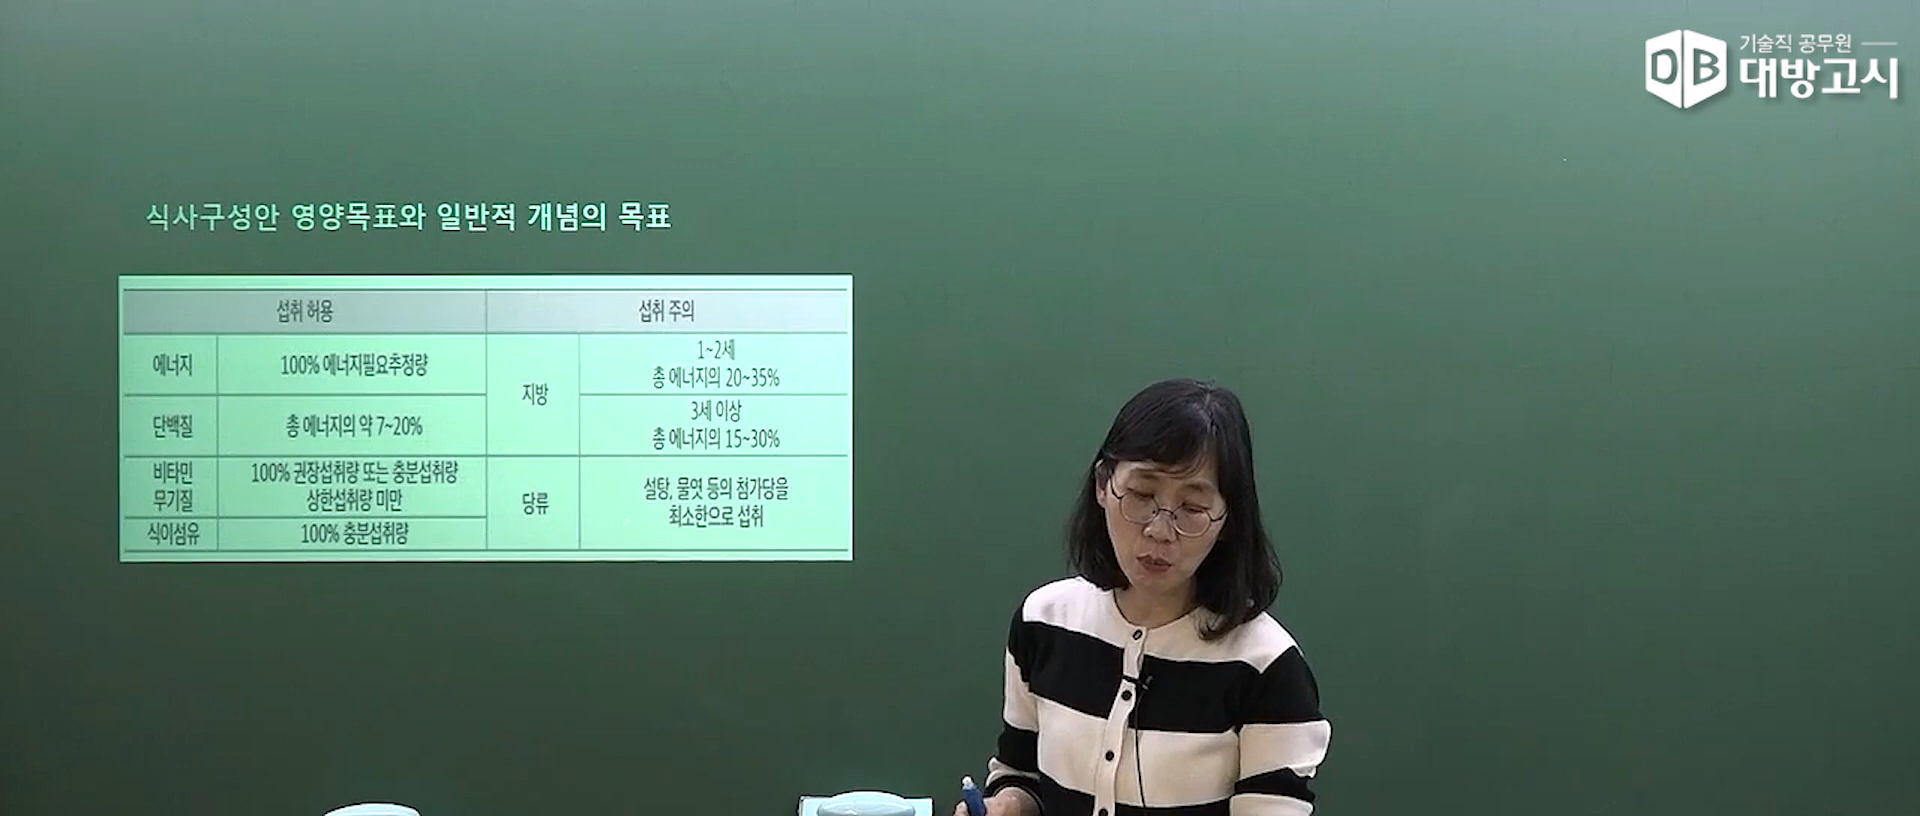 기술직 공무원
DB 대방고시
식사구성안 영양목표와 일반적 개념의 목표
섭취 허용
섭취 주의
에너지
100% 에너지필요추정량
지방
1~2세
총 에너지의 20~35%
단백질
총 에너지의 약 7~20%
3세 이상
총 에너지의 15~30%
비타민
무기질
100% 권장섭취량 또는 충분섭취량
상한섭취량 미만
당류
설탕, 물엿 등의 첨가당을
최소한으로 섭취
식이섬유
100% 충분섭취량